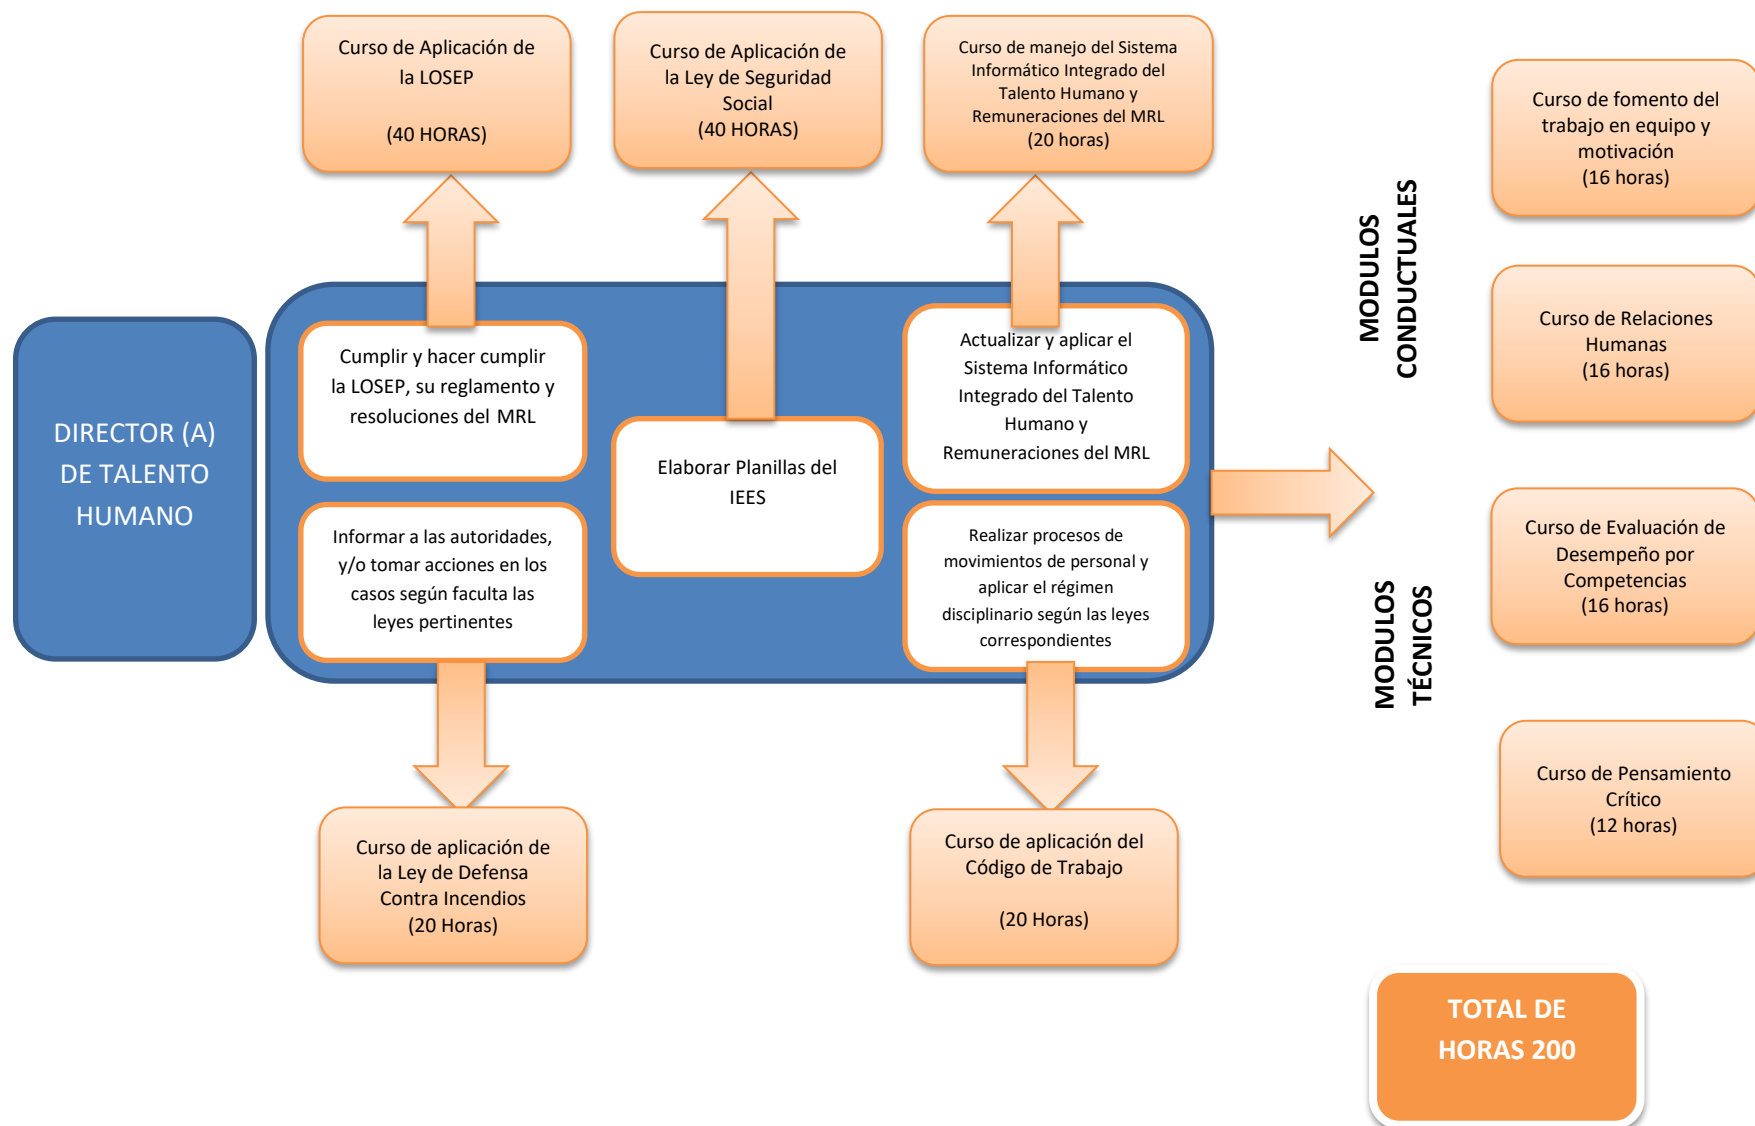 Curso de Aplicación de
la LOSEP
(40 HORAS)
Curso de Aplicación de
la Ley de Seguridad
Social
(40 HORAS)
Curso de manejo del Sistema
Informático Integrado del
Talento Humano y
Remuneraciones del MRL
(20 horas)
Curso de fomento del
trabajo en equipo y
motivación
(16 horas)
MODULOS
CONDUCTUALES
Curso de Relaciones
Humanas
(16 horas)
DIRECTOR (A)
DE TALENTO
HUMANO
Cumplir y hacer cumplir
la LOSEP, su reglamento y
resoluciones del MRL
Elaborar Planillas del
IEES
Actualizar y aplicar el
Sistema Informático
Integrado del Talento
Humano y
Remuneraciones del MRL
Informar a las autoridades,
y/o tomar acciones en los
casos según faculta las
leyes pertinentes
Realizar procesos de
movimientos de personal y
aplicar el régimen
disciplinario según las leyes
correspondientes
MODULOS
TÉCNICOS
Curso de Evaluación de
Desempeño por
Competencias
(16 horas)
Curso de Pensamiento
Crítico
(12 horas)
Curso de aplicación de
la Ley de Defensa
Contra Incendios
(20 Horas)
Curso de aplicación del
Código de Trabajo
(20 Horas)
TOTAL DE
HORAS 200